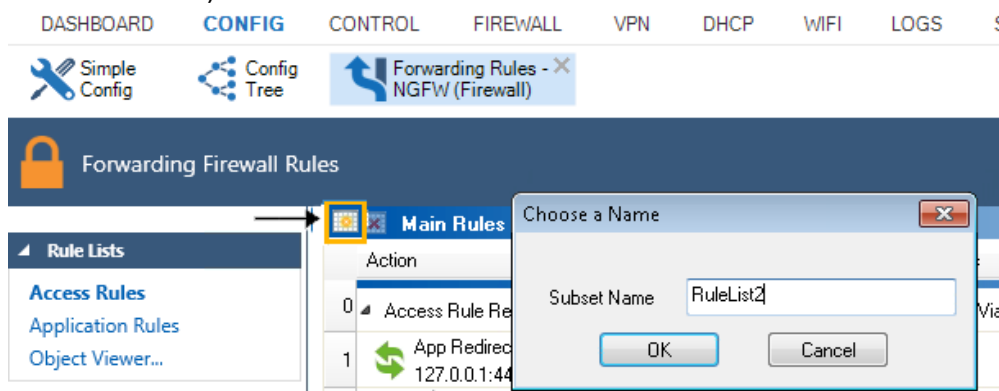 DASHBOARD CONFIG CONTROL FIREWALL VPN DHCP WIFI LOGS
Simple Config
Config Tree
Forwarding Rules - NGFW (Firewall)
Forwarding Firewall Rules
Rule Lists
Access Rules
Application Rules
Object Viewer...
Main Rules
Action
0 Access Rule
1 App
127.0.0.1:44
Choose a Name
Subset Name RuleList2
OK Cancel